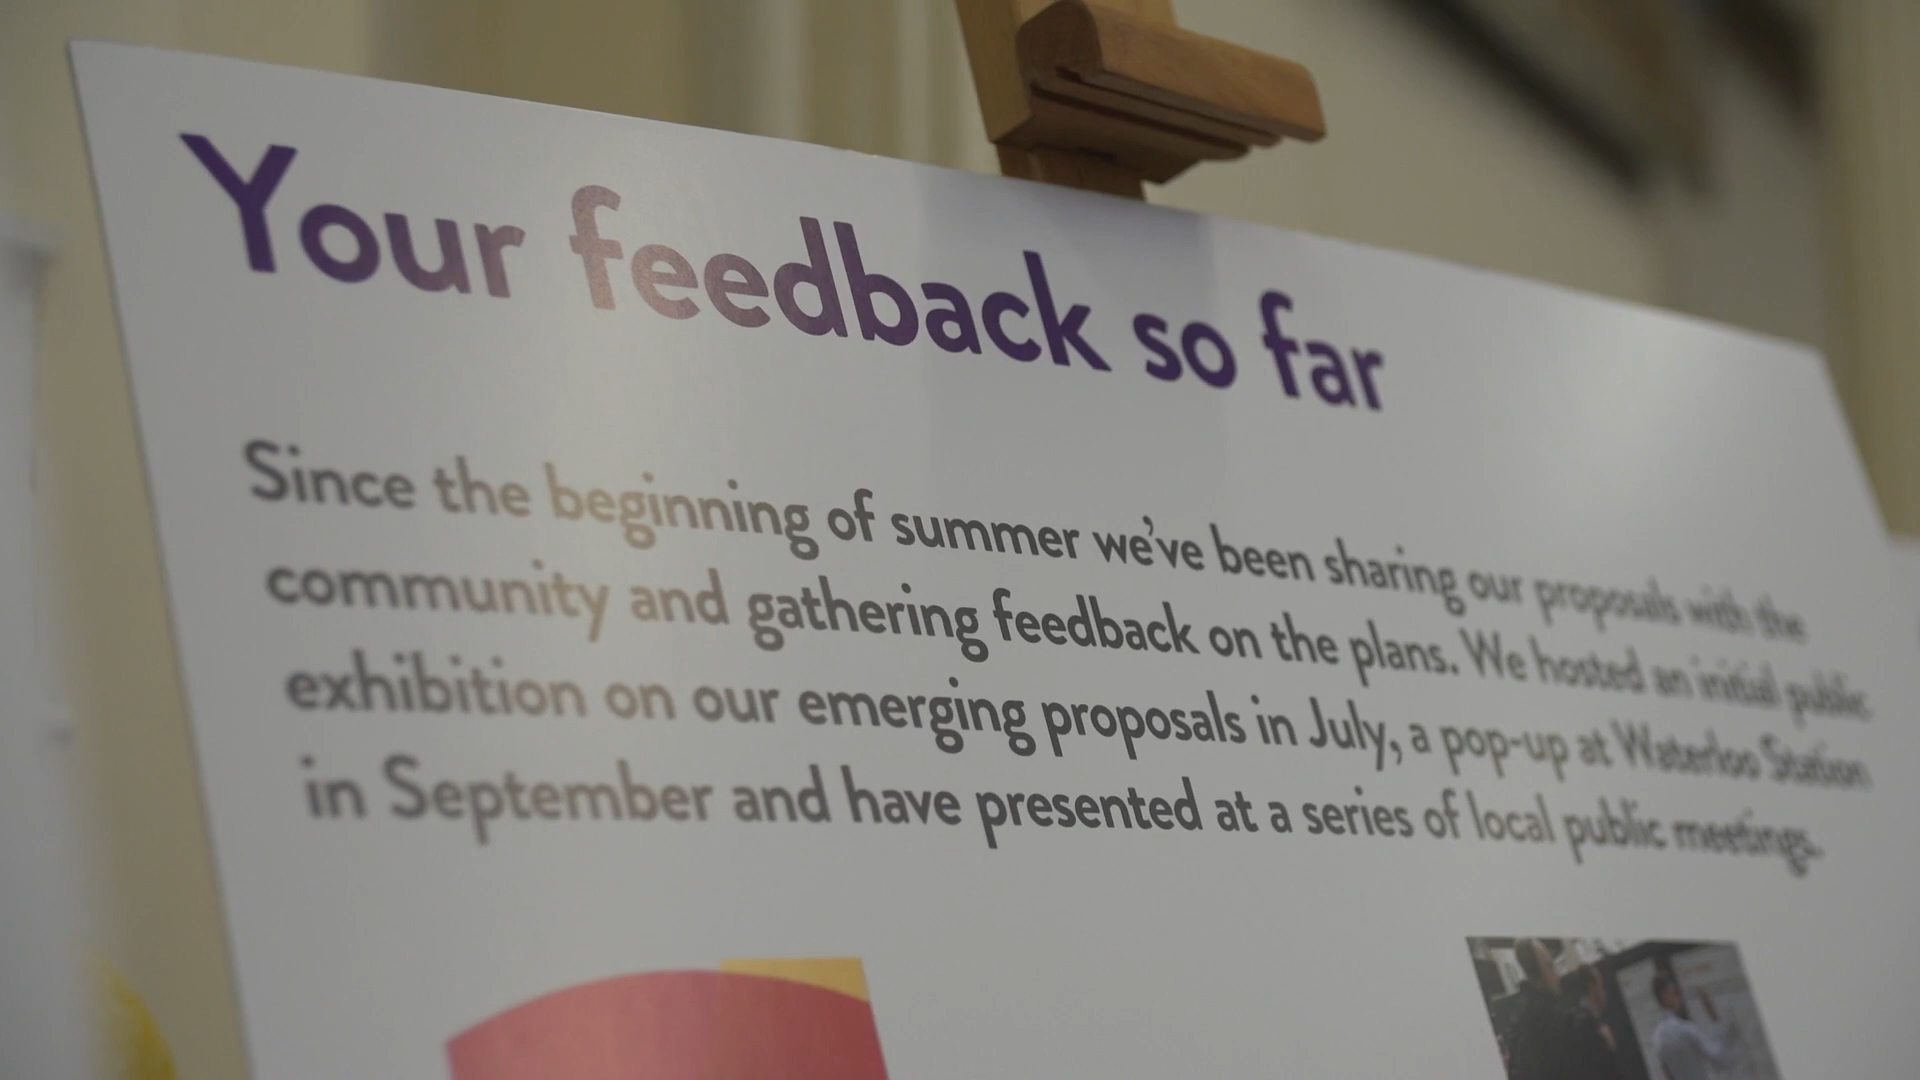 Your feedback so far
Since the beginning of summer we've been sharing our proposals with the
community and gathering feedback on the plans. We hosted an initial public
exhibition on our emerging proposals in July, a pop-up at Waterloo Station
in September and have presented at a series of local public meetings.